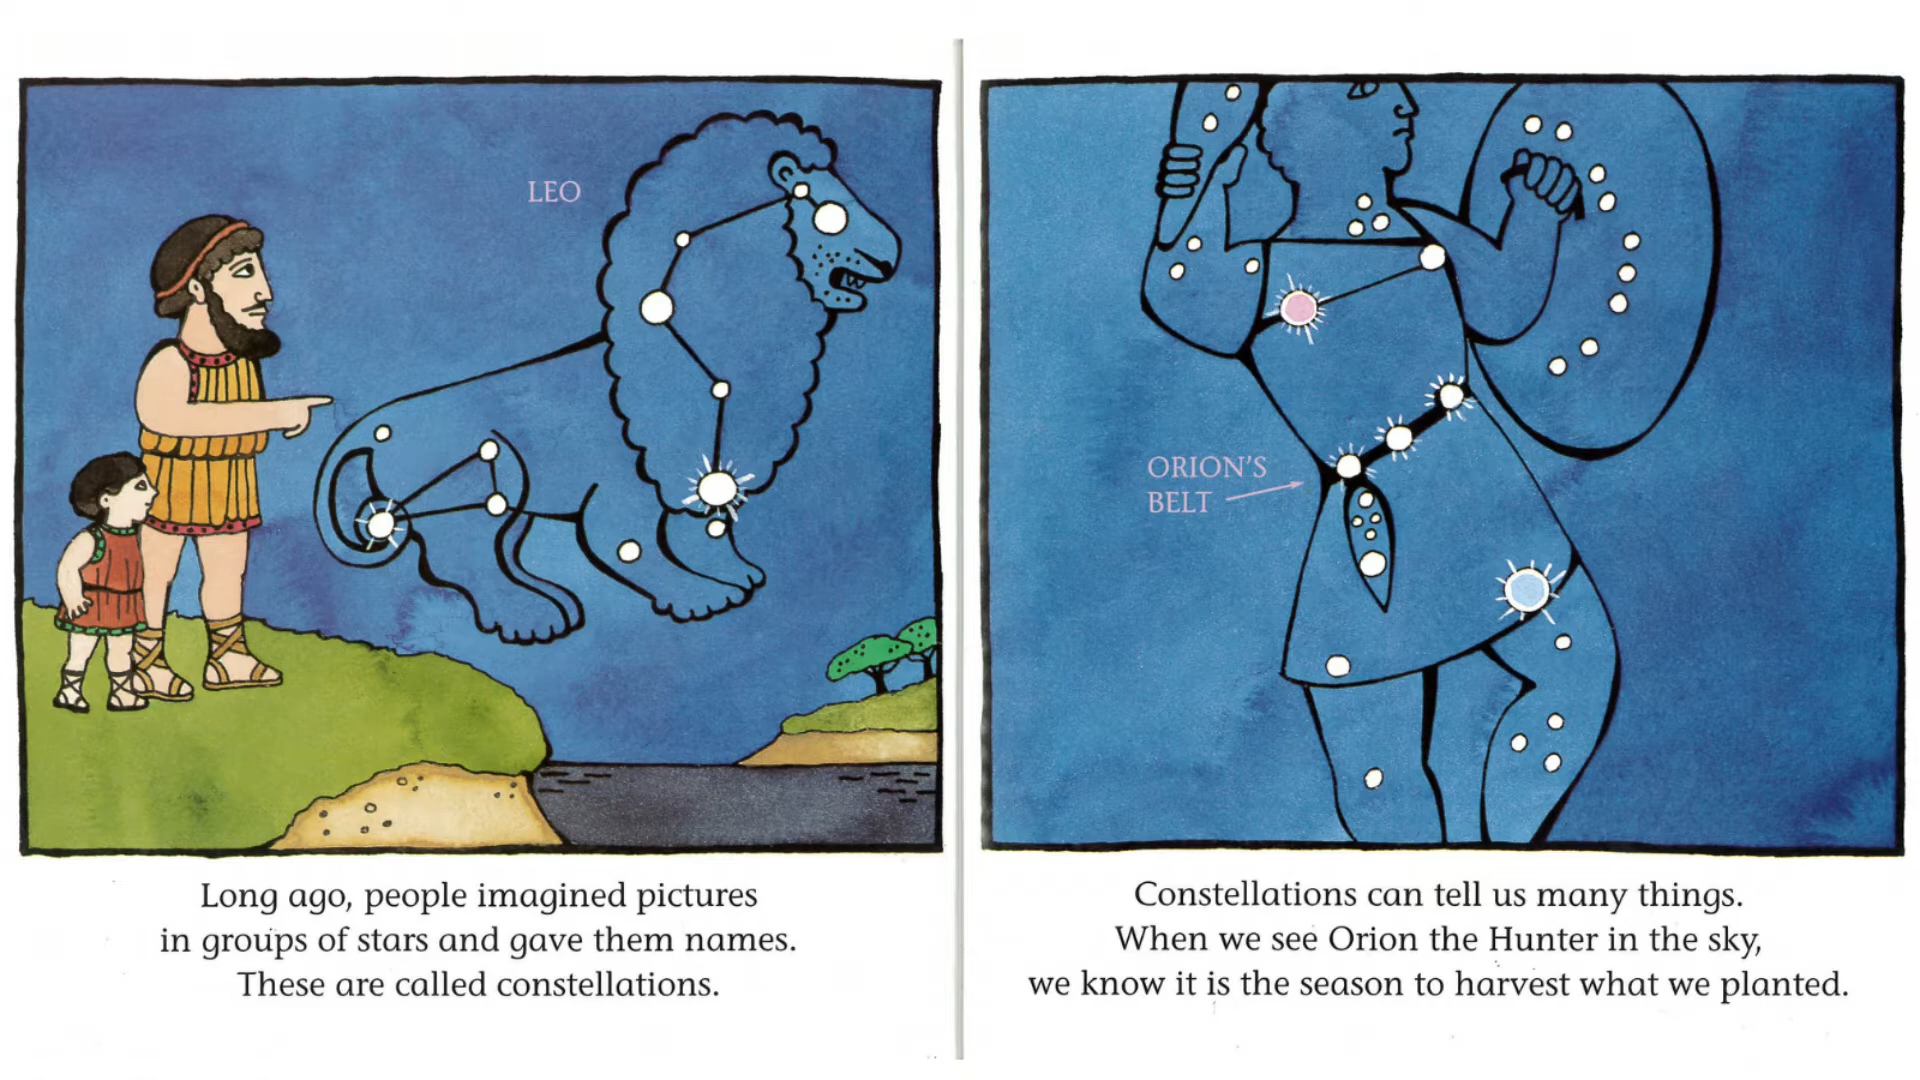 LEO
Long ago, people imagined pictures
in groups of stars and gave them names.
These are called constellations.
ORION'S
BELT
Constellations can tell us many things.
When we see Orion the Hunter in the sky,
we know it is the season to harvest what we planted.